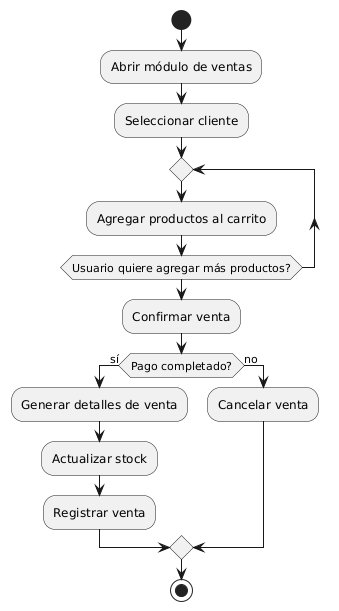 Abrir módulo de ventas
Seleccionar cliente
Agregar productos al carrito
Usuario quiere agregar más productos?
Confirmar venta
sí
Pago completado?
no
Generar detalles de venta
Cancelar venta
Actualizar stock
Registrar venta